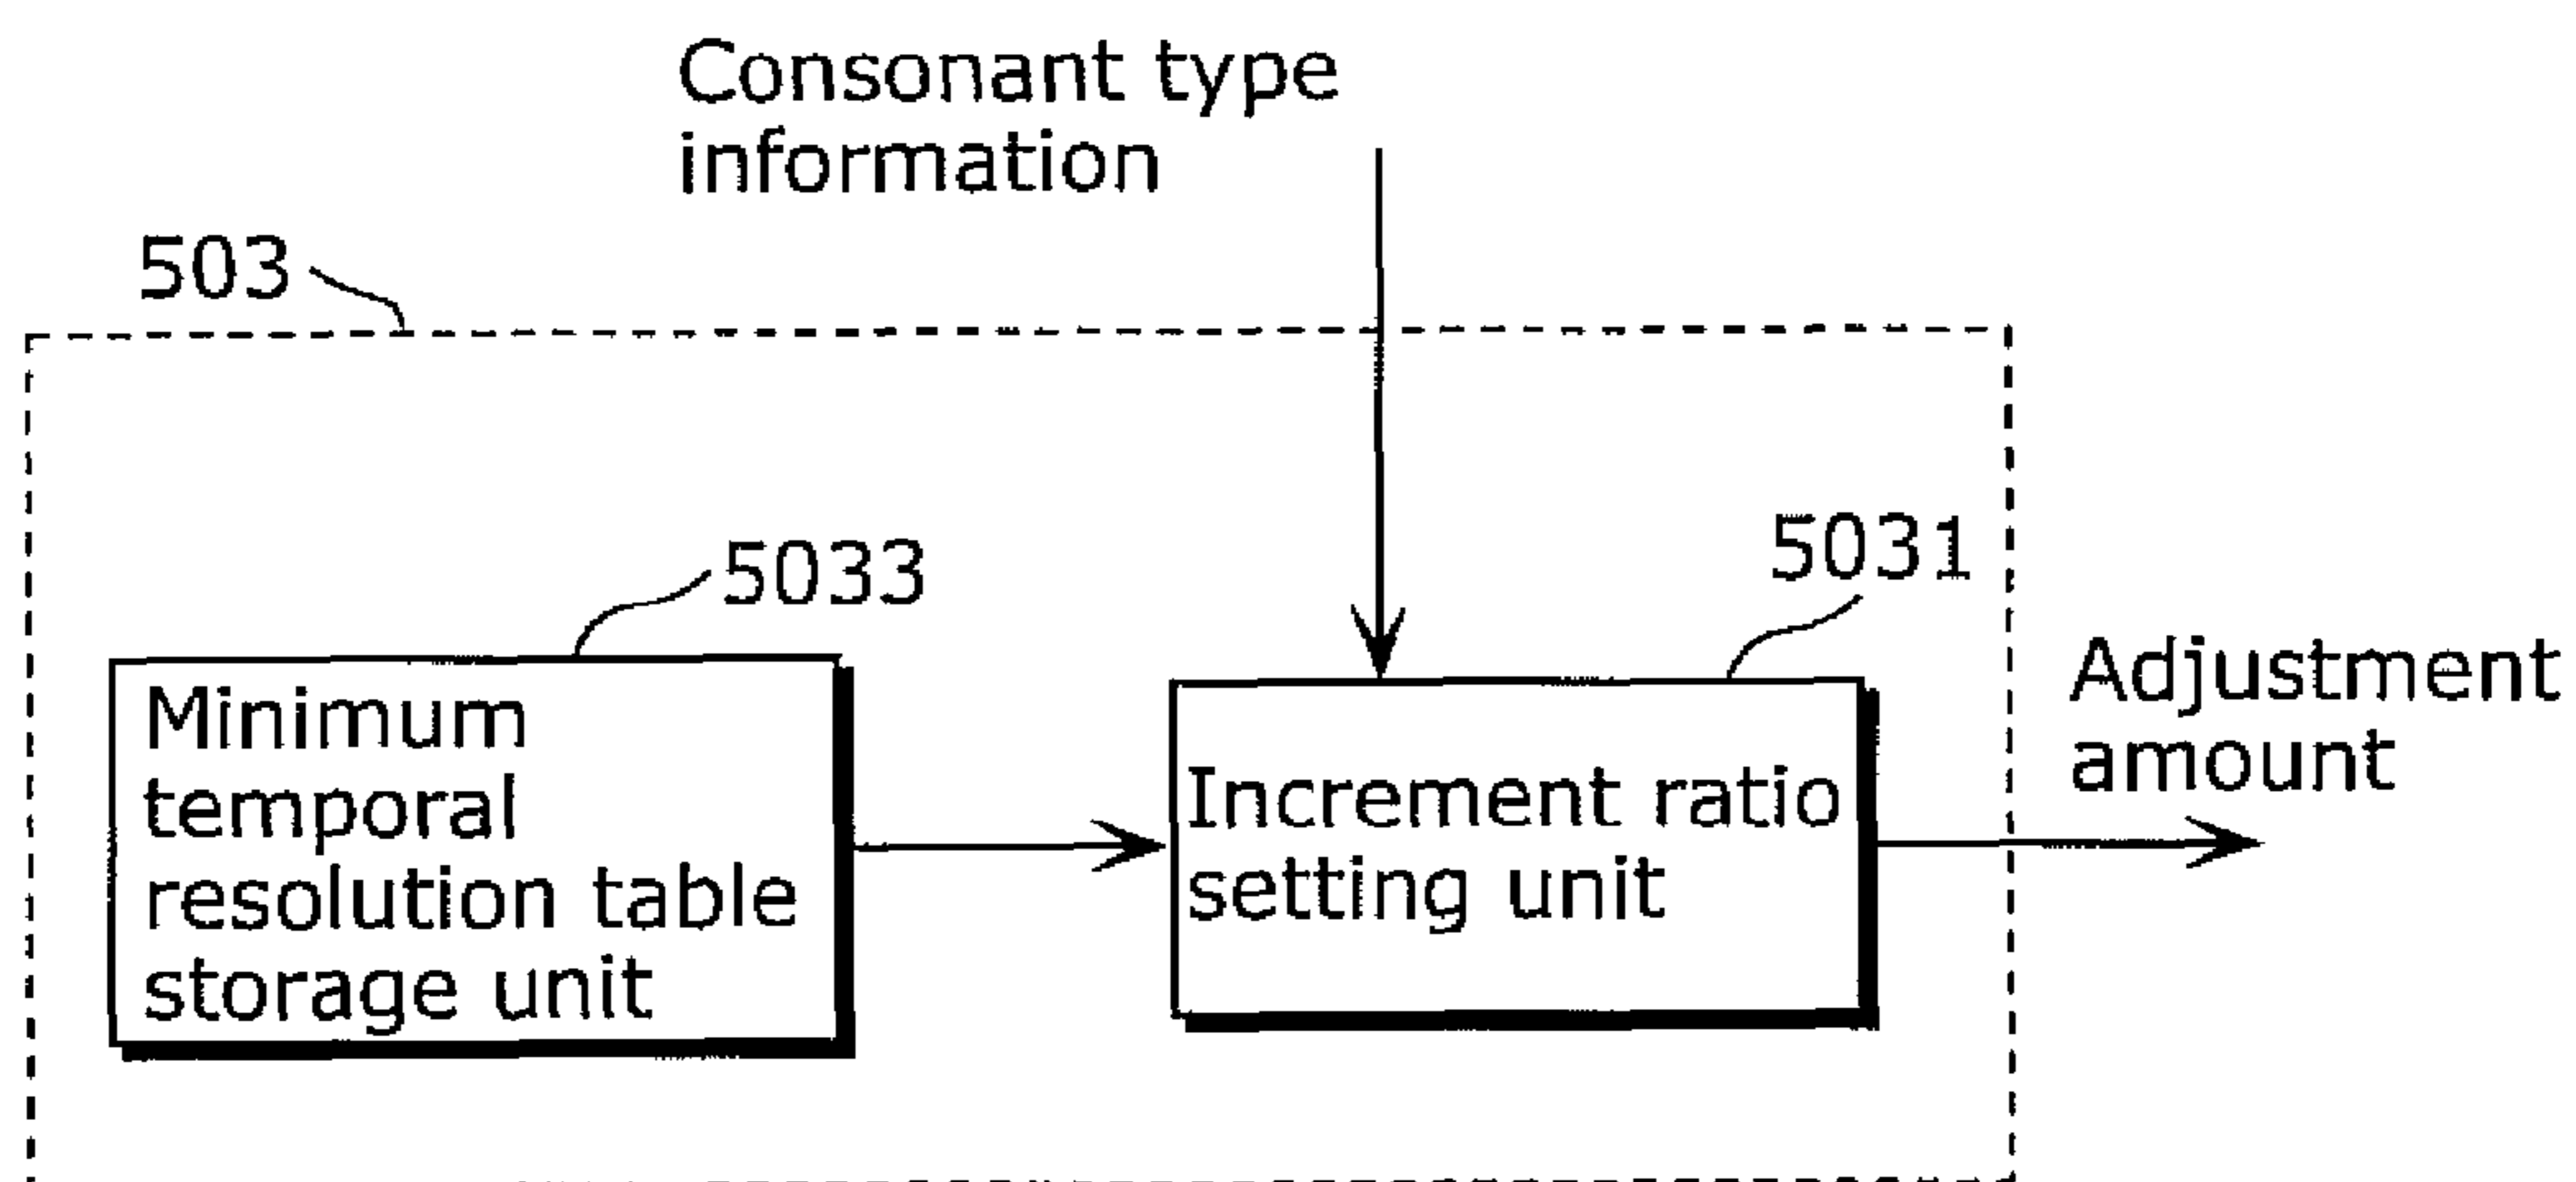 Consonant type
information
503
5033
5031
Minimum
temporal
resolution table
storage unit
Increment ratio
setting unit
Adjustment
amount